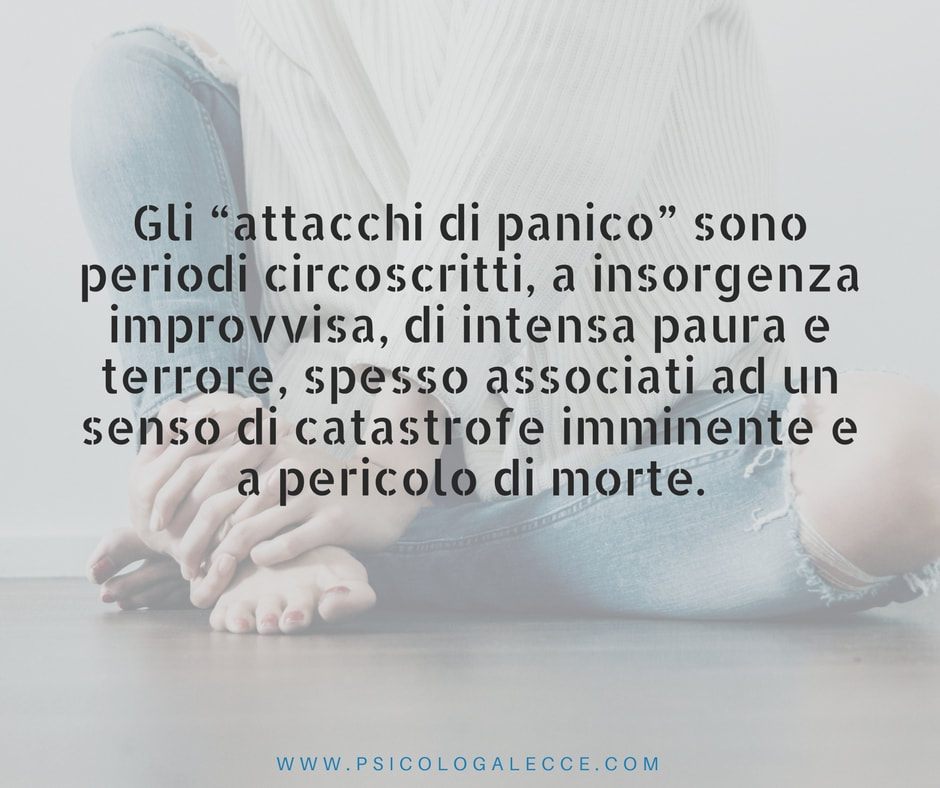 Gli “attacchi di panico” sono
periodi circoscritti, a insorgenza
improvvisa, di intensa paura e
terrore, spesso associati ad un
senso di catastrofe imminente e
a pericolo di morte.
WWW.PSICOLOGALECCE.COM